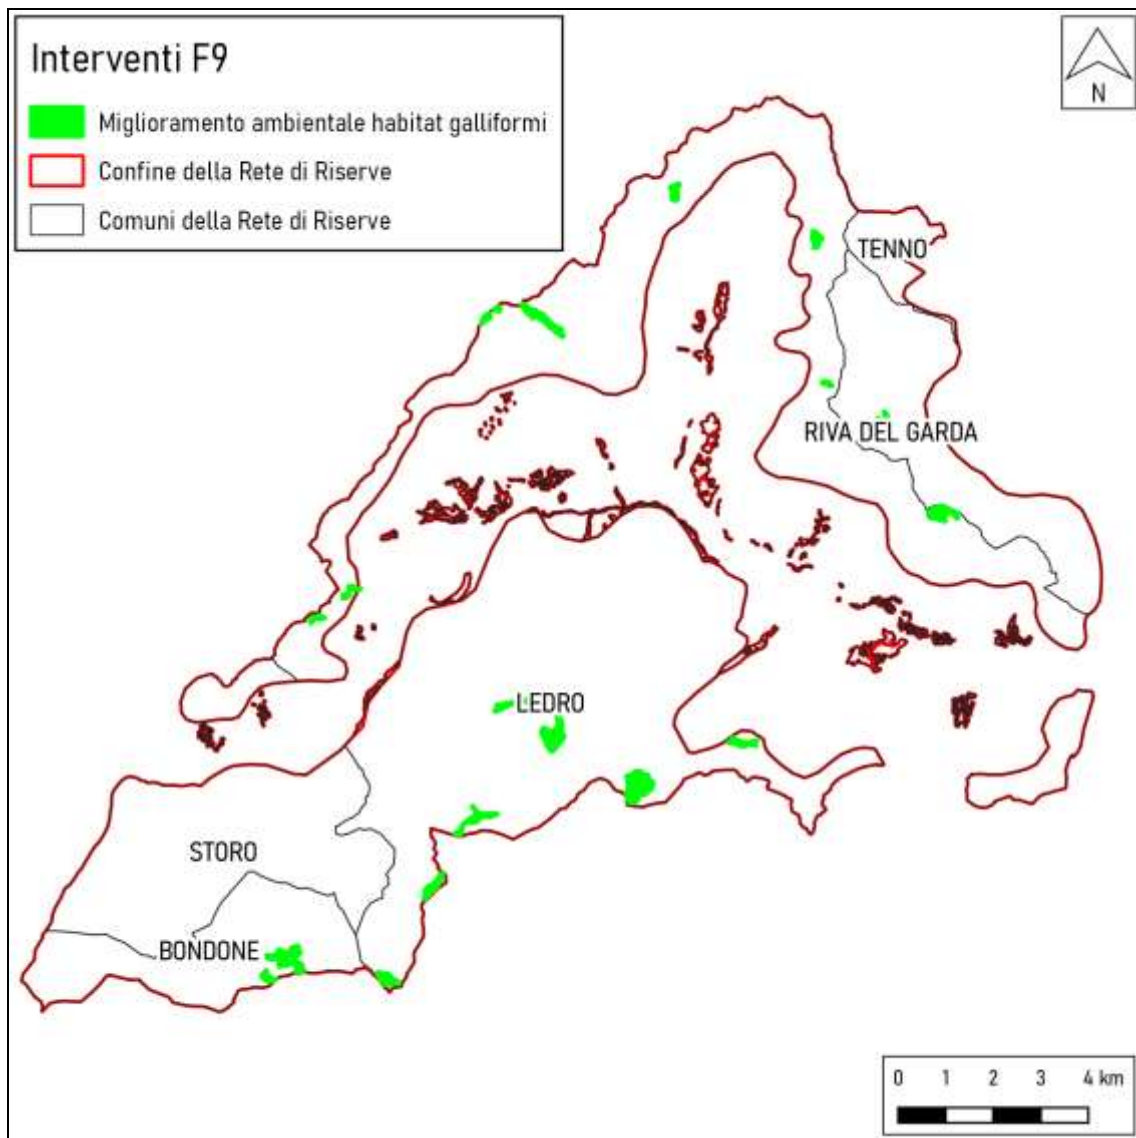 Interventi F9
Miglioramento ambientale habitat galliformi
Confine della Rete di Riserve
Comuni della Rete di Riserve
N
TENNO
RIVA DEL GARDA
LEDRO
STORO
BONDONE
0 1 2 3 4 km